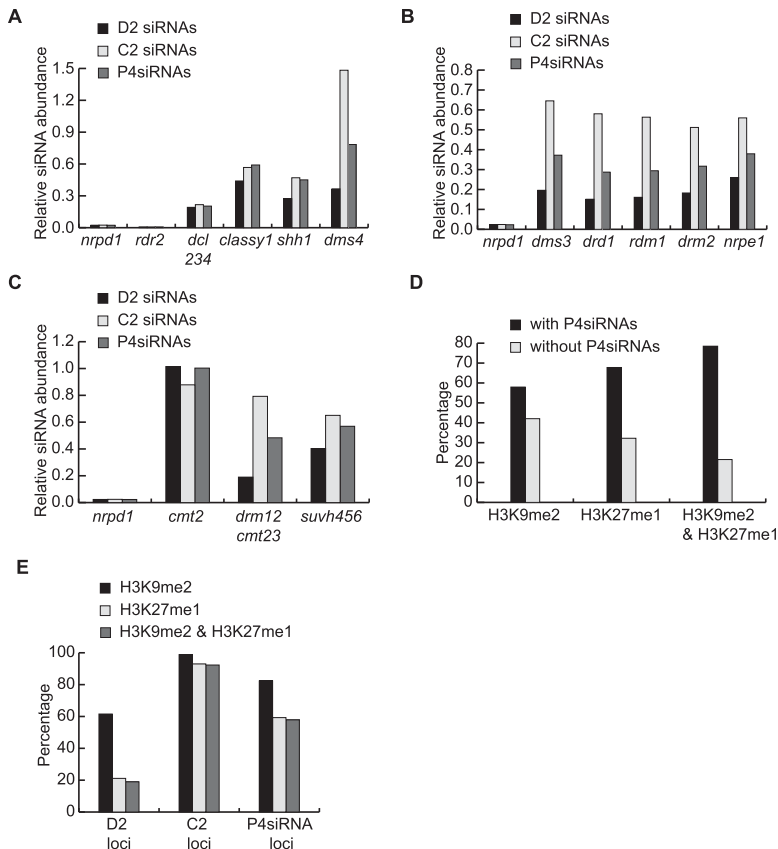 A
D2 siRNAs
C2 siRNAs
P4siRNAs
Relative siRNA abundance
1.5
1.2
0.9
0.6
0.3
0.0
nrpd1 rdr2 dcl classy1 shh1 dms4
234
B
D2 siRNAs
C2 siRNAs
P4siRNAs
Relative siRNA abundance
0.8
0.7
0.6
0.5
0.4
0.3
0.2
0.1
0.0
nrpd1 dms3 drd1 rdm1 drm2 nrpe1
C
D2 siRNAs
C2 siRNAs
P4siRNAs
Relative siRNA abundance
1.2
1.0
0.8
0.6
0.4
0.2
0.0
nrpd1 cmt2 drm12 suvh456
cmt23
D
with P4siRNAs
without P4siRNAs
Percentage
80
70
60
50
40
30
20
10
0
H3K9me2 H3K27me1 H3K9me2
& H3K27me1
E
H3K9me2
H3K27me1
H3K9me2 & H3K27me1
Percentage
100
80
60
40
20
0
D2 C2 P4siRNA
loci loci loci